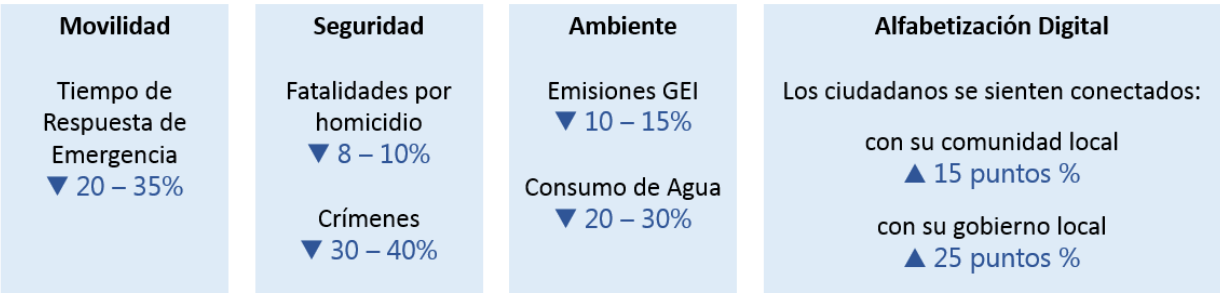 Movilidad
Tiempo de
Respuesta de
Emergencia
▼ 20 – 35%
Seguridad
Fatalidades por
homicidio
▼ 8 – 10%
Crímenes
▼ 30 – 40%
Ambiente
Emisiones GEI
▼ 10 – 15%
Consumo de Agua
▼ 20 – 30%
Alfabetización Digital
Los ciudadanos se sienten conectados:
con su comunidad local
▲ 15 puntos %
con su gobierno local
▲ 25 puntos %